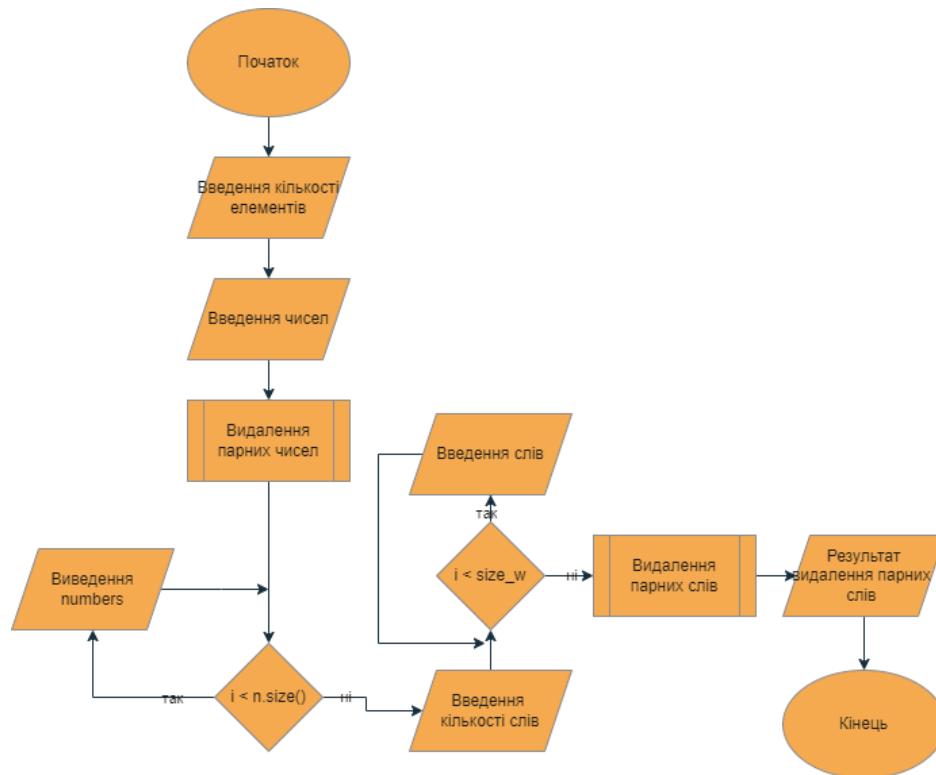 Початок
Введення кількості
елементів
Введення чисел
Видалення
парних чисел
Виведення
numbers
i < n.size()
так
ні
Введення
кількості слів
i < size_w
так
Введення слів
ні
Видалення
парних слів
Результат
видалення парних
слів
Кінець